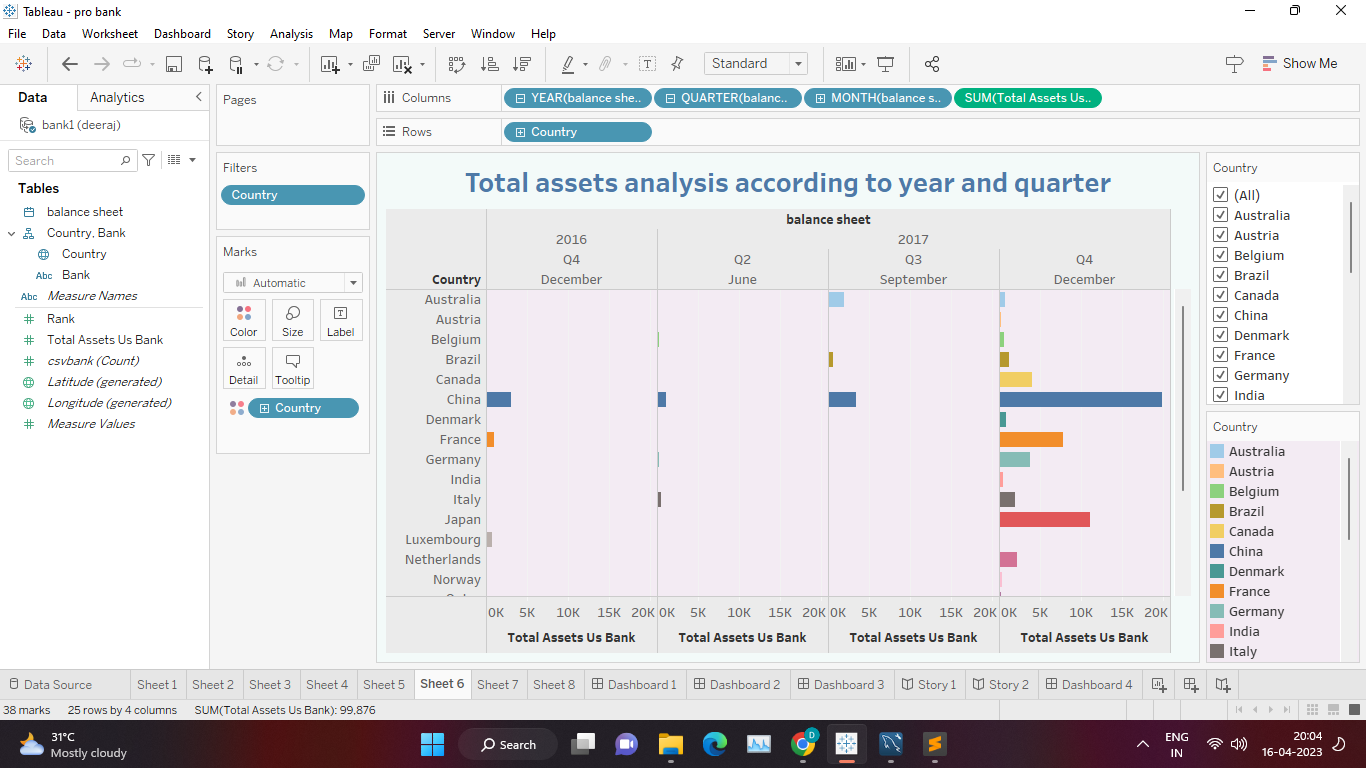 Tableau - pro bank
File Data Worksheet Dashboard Story Analysis Map Format Server Window Help
Standard
Show Me
Data Analytics
bank1 (deeraj)
Search
Tables
balance sheet
Country, Bank
Country
Abc Bank
Abc Measure Names
Rank
Total Assets Us Bank
csvbank (Count)
Latitude (generated)
Longitude (generated)
Measure Values
Pages
Filters
Country
Marks
Automatic
Color Size Label
Detail Tooltip
Country
Columns YEAR(balance she.. QUARTER(balanc.. MONTH(balance s.. SUM(Total Assets Us..
Rows Country
Total assets analysis according to year and quarter
balance sheet
2016 2017
Q4 Q2 Q3 Q4
Country December June September December
Australia
Austria
Belgium
Brazil
Canada
China
Denmark
France
Germany
India
Italy
Japan
Luxembourg
Netherlands
Norway
0K 5K 10K 15K 20K 0K 5K 10K 15K 20K 0K 5K 10K 15K 20K 0K 5K 10K 15K 20K
Total Assets Us Bank Total Assets Us Bank Total Assets Us Bank Total Assets Us Bank
Country
(All)
Australia
Austria
Belgium
Brazil
Canada
China
Denmark
France
Germany
India
Country
Australia
Austria
Belgium
Brazil
Canada
China
Denmark
France
Germany
India
Italy
Data Source Sheet 1 Sheet 2 Sheet 3 Sheet 4 Sheet 5 Sheet 6 Sheet 7 Sheet 8 Dashboard 1 Dashboard 2 Dashboard 3 Story 1 Story 2 Dashboard 4
38 marks 25 rows by 4 columns SUM(Total Assets Us Bank): 99,876
31°C
Mostly cloudy
Search
D
ENG
IN
20:04
16-04-2023